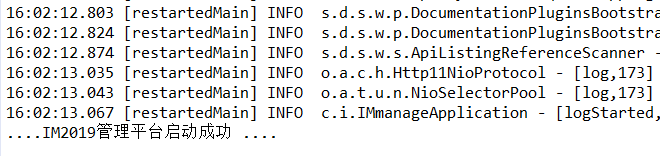 16:02:12.803 [restartedMain] INFO  s.d.s.w.p.DocumentationPluginsBootstra
16:02:12.824 [restartedMain] INFO  s.d.s.w.p.DocumentationPluginsBootstra
16:02:12.874 [restartedMain] INFO  s.d.s.w.s.ApiListingReferenceScanner -
16:02:13.035 [restartedMain] INFO  o.a.c.h.Http11NioProtocol - [log,173]
16:02:13.043 [restartedMain] INFO  o.a.t.u.n.NioSelectorPool - [log,173]
16:02:13.067 [restartedMain] INFO  c.i.IMmanageApplication - [logStarted,
....IM2019管理平台启动成功 ....